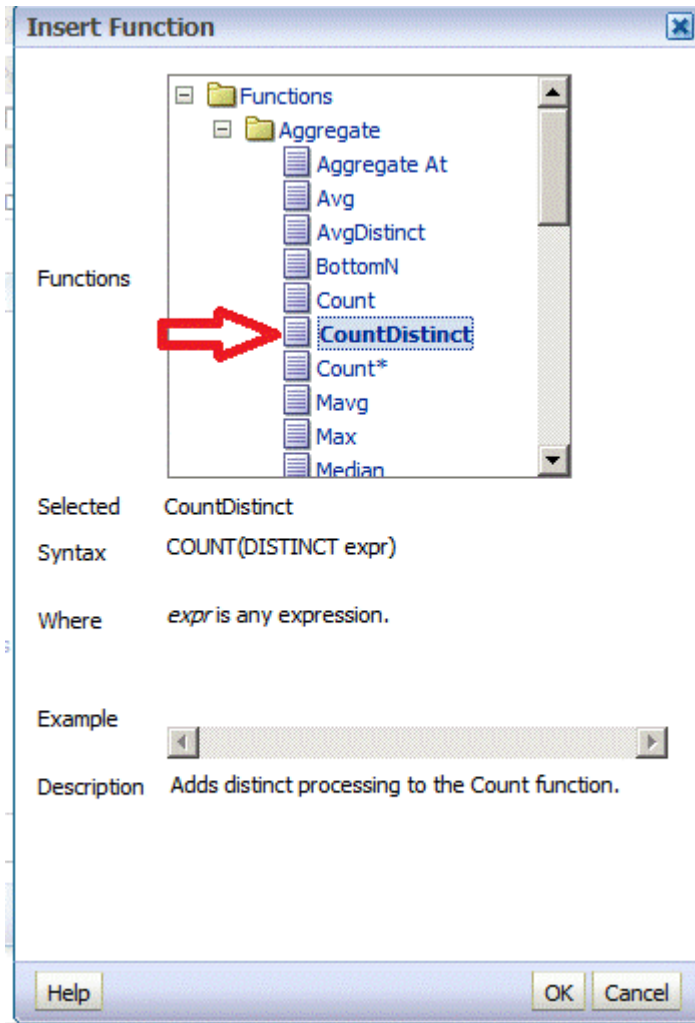 Insert Function
Functions
Functions
Aggregate
Aggregate At
Avg
AvgDistinct
BottomN
Count
CountDistinct
Count*
Mavg
Max
Median
Selected CountDistinct
Syntax COUNT(DISTINCT expr)
Where expr is any expression.
Example
Description Adds distinct processing to the Count function.
Help OK Cancel